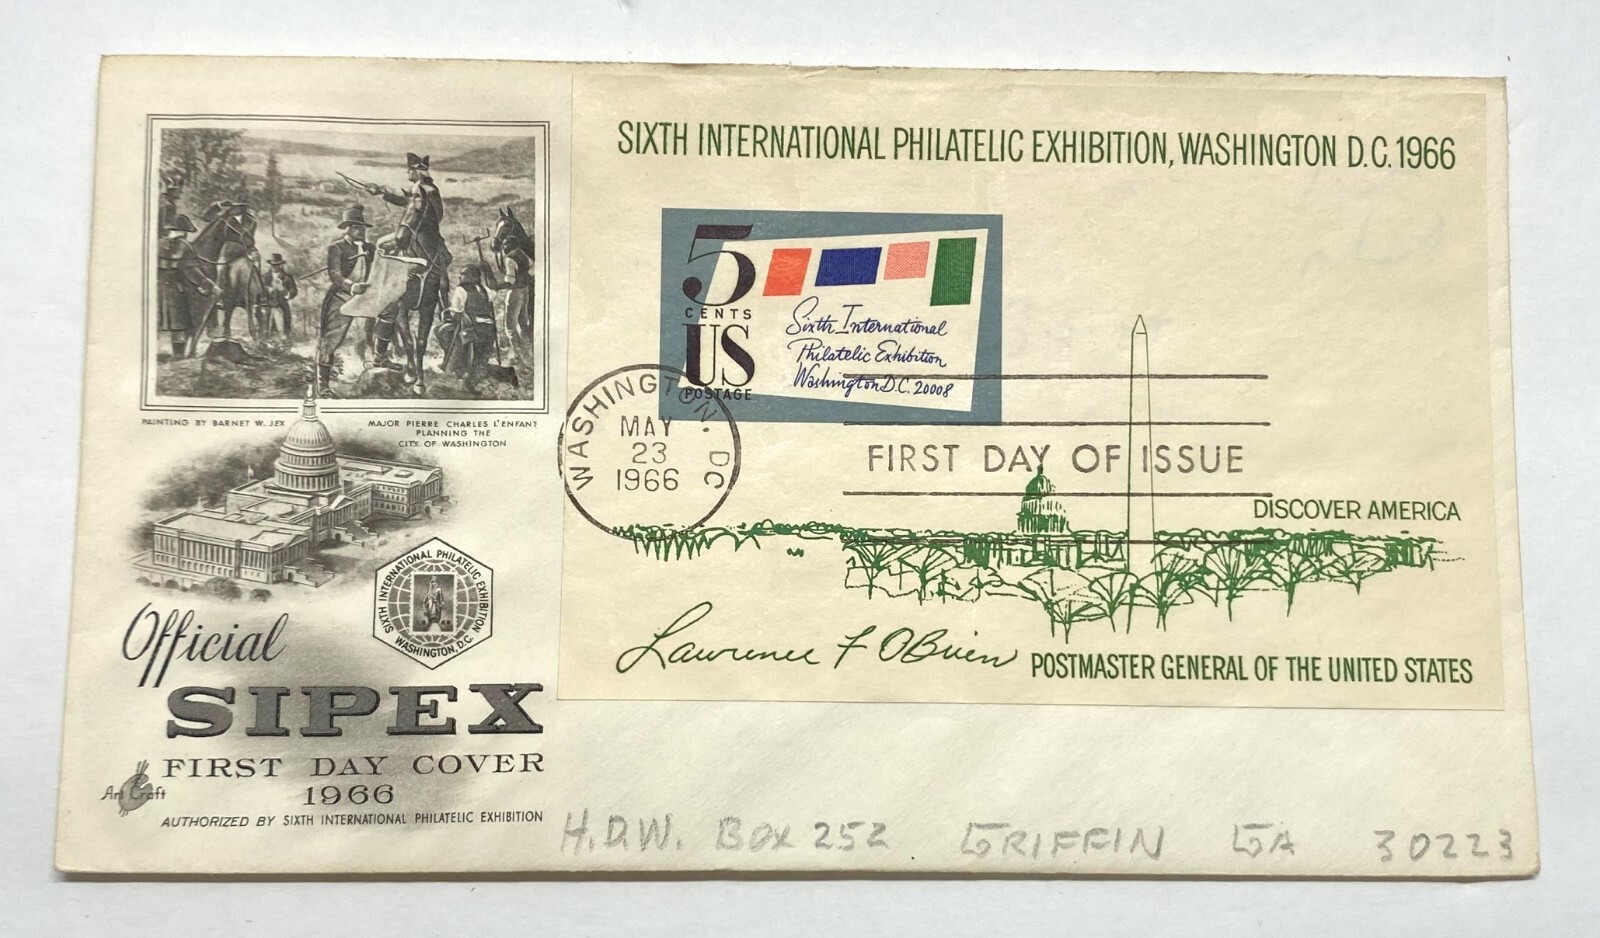 PAINTING BY BARNET W. JEX
MAJOR PIERRE CHARLES L'ENFANT
PLANNING THE
CITY OF WASHINGTON
SIXTH INTERNATIONAL PHILATELIC EXHIBITION
WASHINGTON, D.C.
Official
SIPEX
FIRST DAY COVER
1966
Art Craft
AUTHORIZED BY SIXTH INTERNATIONAL PHILATELIC EXHIBITION
SIXTH INTERNATIONAL PHILATELIC EXHIBITION, WASHINGTON D.C. 1966
5
CENTS
US
POSTAGE
Sixth International
Philatelic Exhibition
Washington D.C. 20008
WASHINGTON, DC
MAY
23
1966
FIRST DAY OF ISSUE
DISCOVER AMERICA
Lawrence F O'Brien POSTMASTER GENERAL OF THE UNITED STATES
H.D.W. BOX 252 GRIFFIN GA 30223